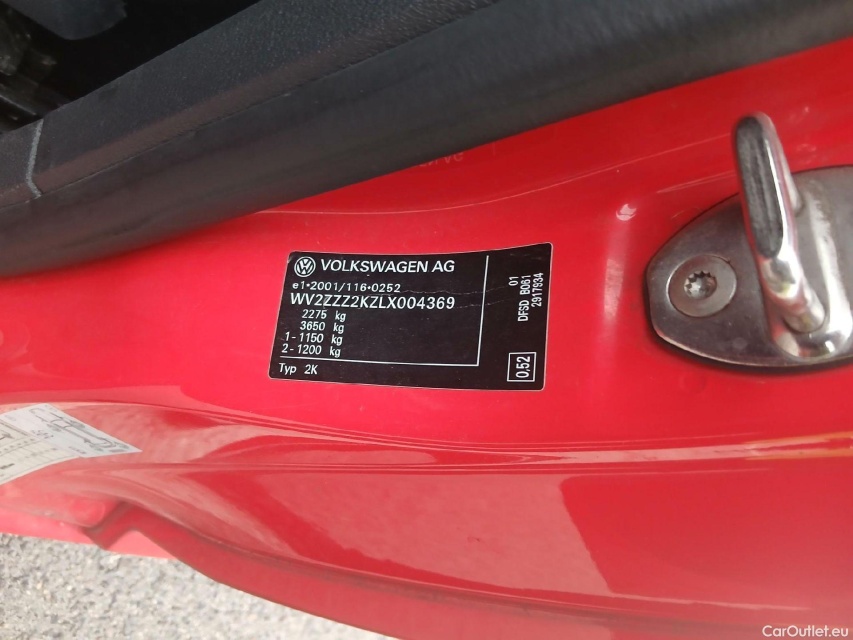 VOLKSWAGEN AG
e1*2001/116*0252
WV2ZZZ2KZLX004369
2275 kg
3650 kg
1-1150 kg
2-1200 kg
Typ 2K
01
DFSD B061
2917934
0,52
CarOutlet.eu